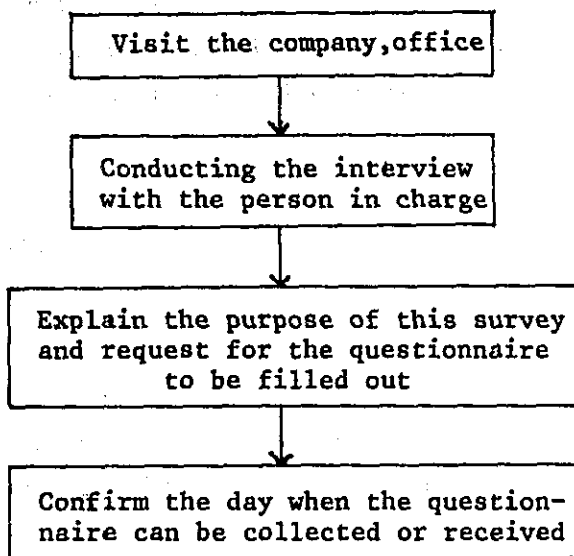 Visit the company,office
Conducting the interview
with the person in charge
Explain the purpose of this survey
and request for the questionnaire
to be filled out
Confirm the day when the question-
naire can be collected or received